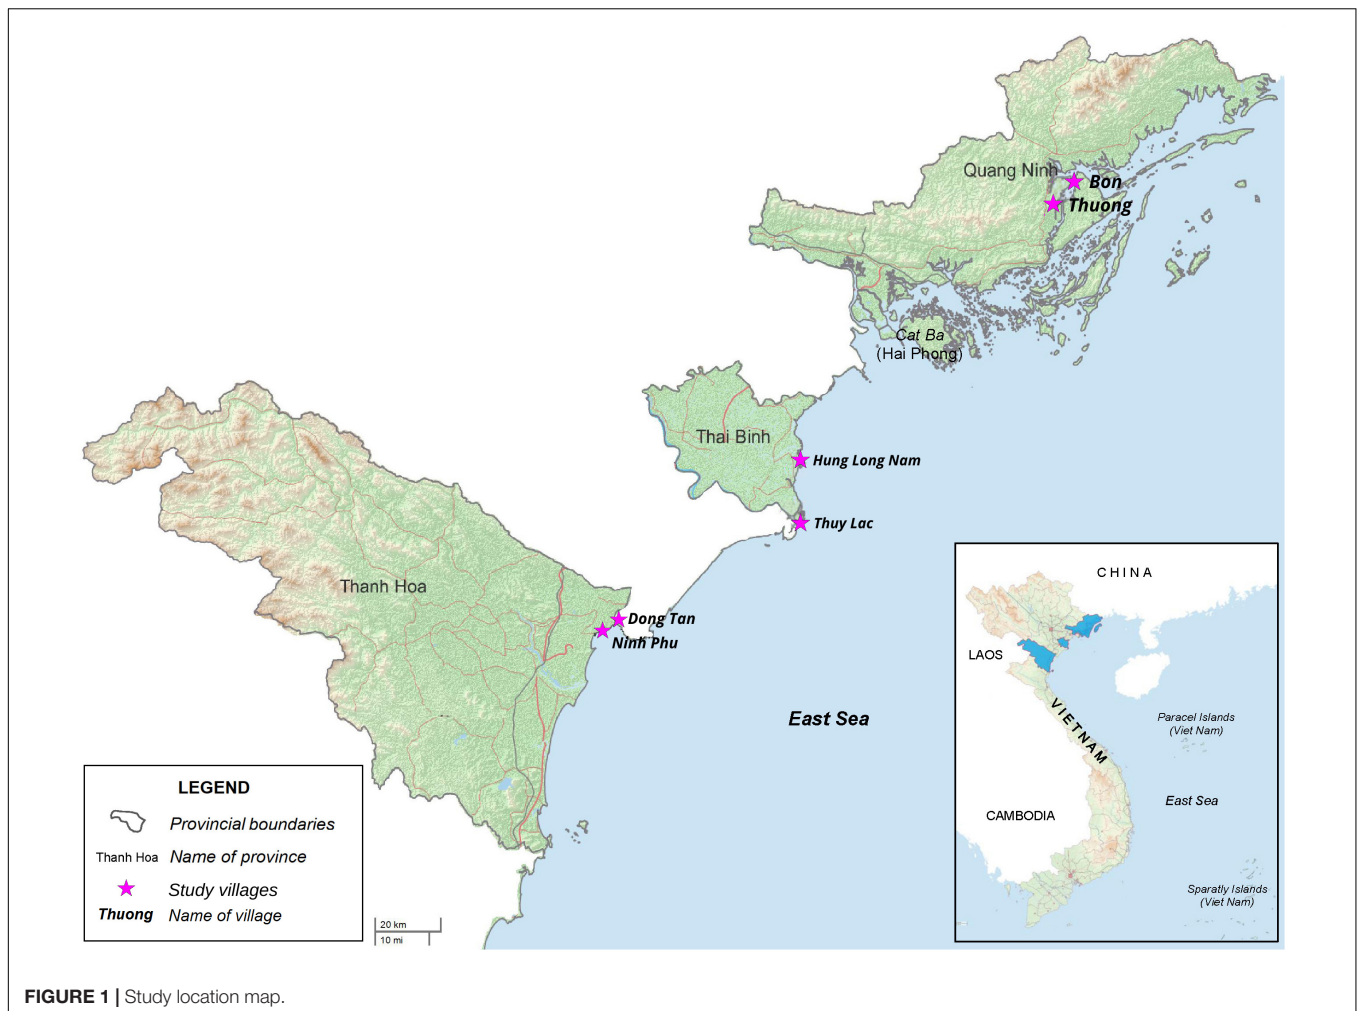 Quang Ninh
Bon
Thuong
Cat Ba
(Hai Phong)
Thai Binh
Hung Long Nam
Thuy Lac
Thanh Hoa
Dong Tan
Ninh Phu
East Sea
CHINA
LAOS
VIETNAM
Paracel Islands
(Viet Nam)
East Sea
CAMBODIA
Sparatly Islands
(Viet Nam)
LEGEND
Provincial boundaries
Thanh Hoa Name of province
Study villages
Thuong Name of village
20 km
10 mi
FIGURE 1 | Study location map.